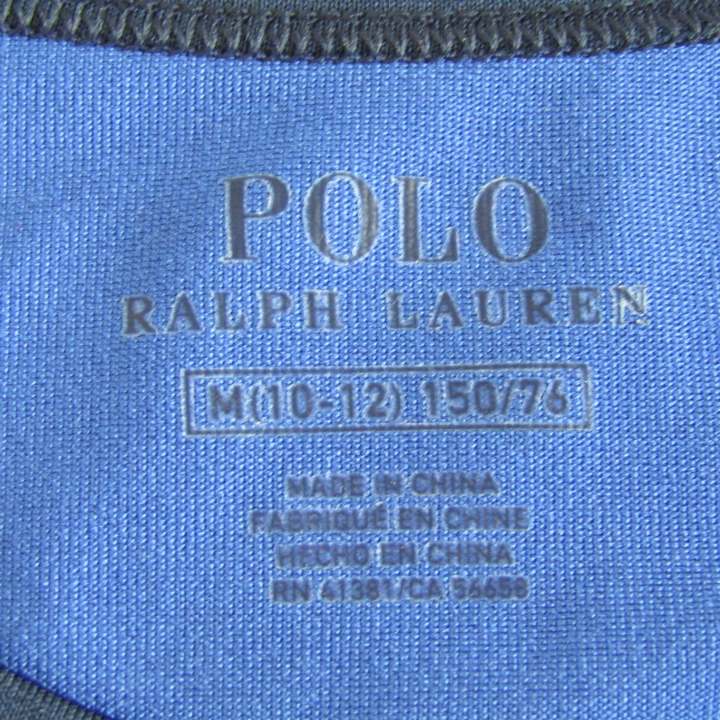 POLO
RALPH LAUREN
M(10-12) 150/76
MADE IN CHINA
FABRIQUÉ EN CHINE
HECHO EN CHINA
RN 41381/CA 56658